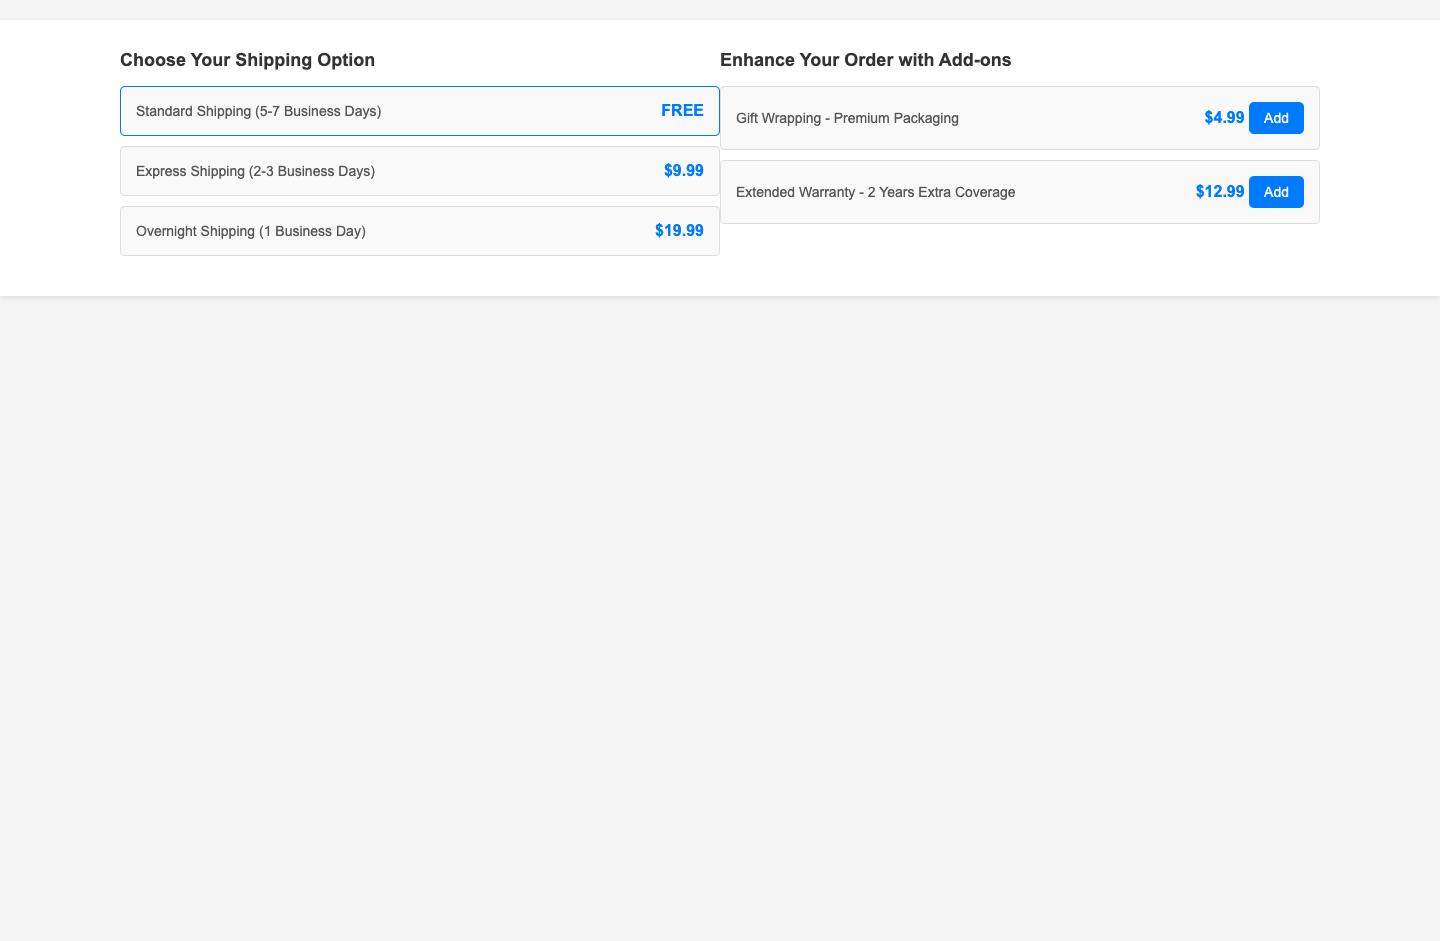 Choose Your Shipping Option
Standard Shipping (5-7 Business Days) FREE
Express Shipping (2-3 Business Days) $9.99
Overnight Shipping (1 Business Day) $19.99
Enhance Your Order with Add-ons
Gift Wrapping - Premium Packaging $4.99 Add
Extended Warranty - 2 Years Extra Coverage $12.99 Add